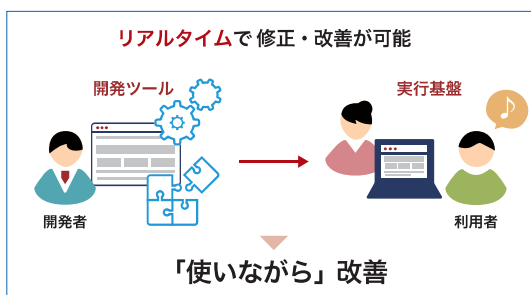 リアルタイムで 修正・改善が可能
開発ツール
実行基盤
開発者
利用者
「使いながら」改善